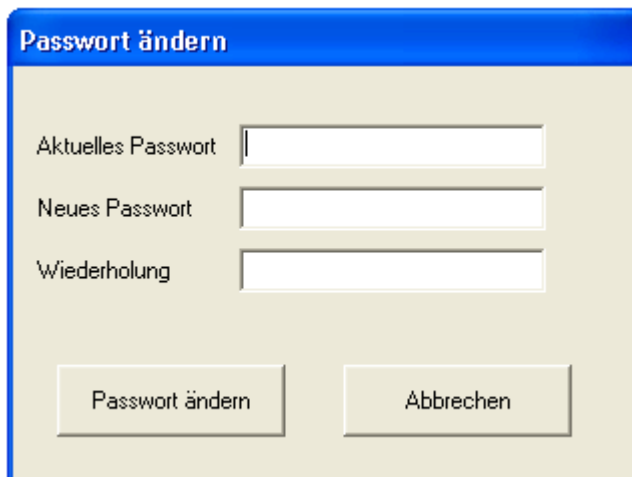 Passwort ändern
Aktuelles Passwort
Neues Passwort
Wiederholung
Passwort ändern Abbrechen